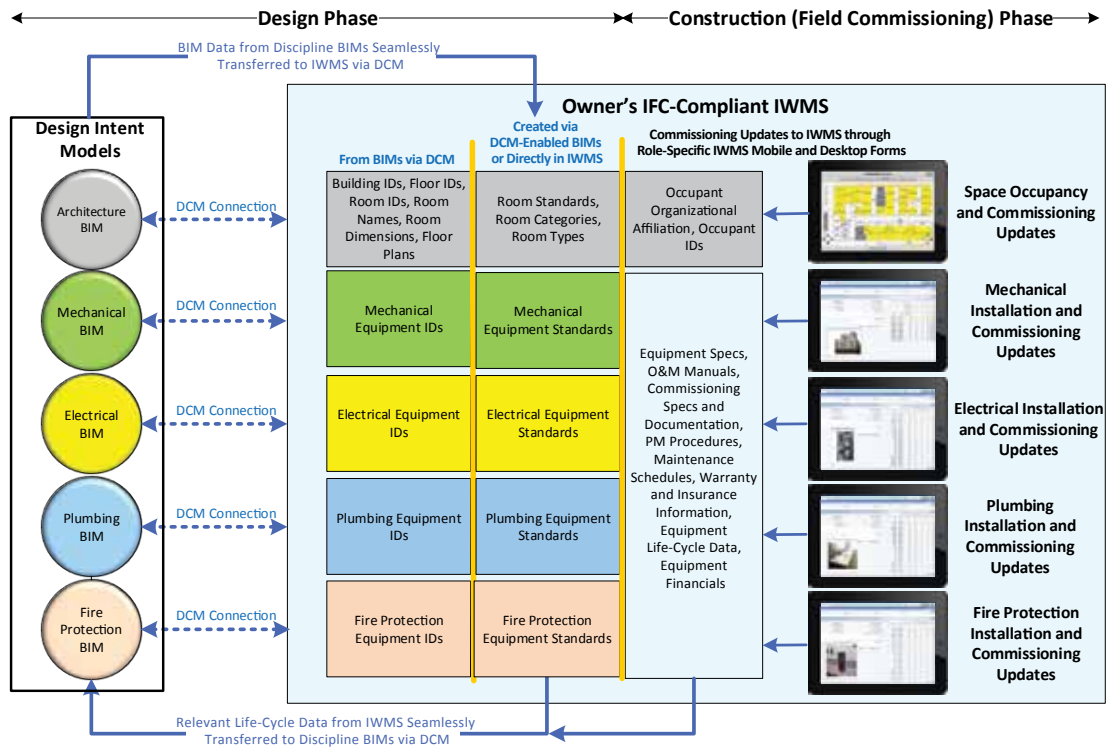 Design Phase
Construction (Field Commissioning) Phase
BIM Data from Discipline BIMs Seamlessly
Transferred to IWMS via DCM
Owner's IFC-Compliant IWMS
Design Intent
Models
From BIMs via DCM
Created via
DCM-Enabled BIMs
or Directly in IWMS
Commissioning Updates to IWMS through
Role-Specific IWMS Mobile and Desktop Forms
Architecture
BIM
DCM Connection
Building IDs, Floor IDs,
Room IDs, Room
Names, Room
Dimensions, Floor
Plans
Room Standards,
Room Categories,
Room Types
Occupant
Organizational
Affiliation, Occupant
IDs
Space Occupancy
and Commissioning
Updates
Mechanical
BIM
DCM Connection
Mechanical
Equipment IDs
Mechanical
Equipment Standards
Mechanical
Installation and
Commissioning
Updates
Electrical
BIM
DCM Connection
Electrical Equipment
IDs
Electrical Equipment
Standards
Equipment Specs,
O&M Manuals,
Commissioning
Specs and
Documentation,
PM Procedures,
Maintenance
Schedules, Warranty
and Insurance
Information,
Equipment
Life-Cycle Data,
Equipment
Financials
Electrical Installation
and Commissioning
Updates
Plumbing
BIM
DCM Connection
Plumbing Equipment
IDs
Plumbing Equipment
Standards
Plumbing
Installation and
Commissioning
Updates
Fire
Protection
BIM
DCM Connection
Fire Protection
Equipment IDs
Fire Protection
Equipment Standards
Fire Protection
Installation and
Commissioning
Updates
Relevant Life-Cycle Data from IWMS Seamlessly
Transferred to Discipline BIMs via DCM